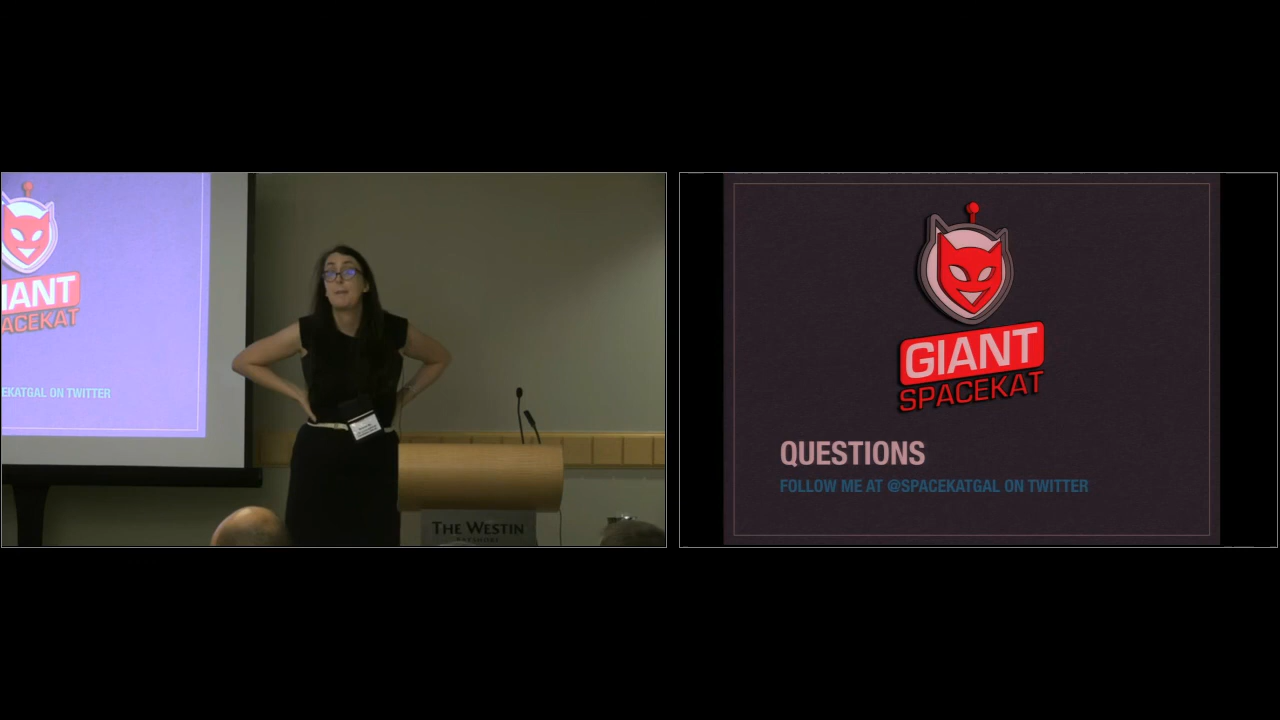 IANT
ACEKAT
EKATGAL ON TWITTER
THE WESTIN
GIANT
SPACEKAT
QUESTIONS
FOLLOW ME AT @SPACEKATGAL ON TWITTER